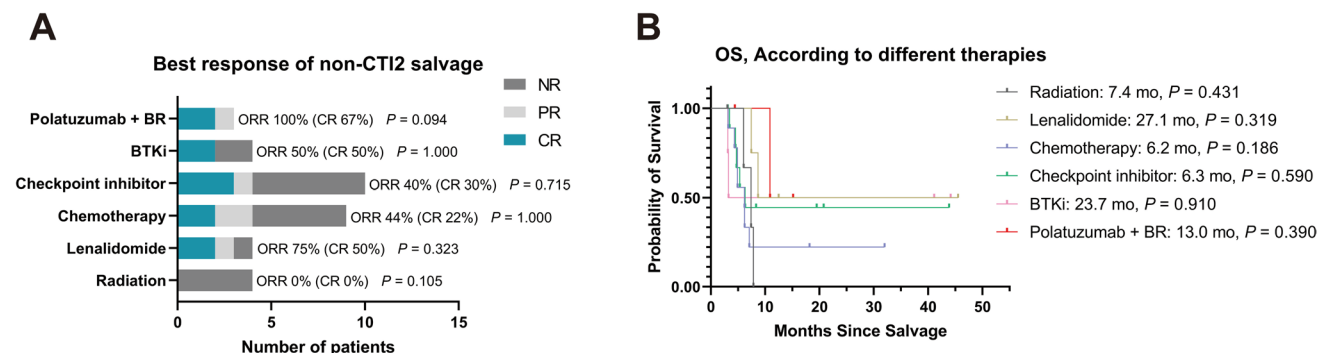 A
Best response of non-CTI2 salvage
NR
PR
CR
Polatuzumab + BR
ORR 100% (CR 67%) P = 0.094
BTKi
ORR 50% (CR 50%) P = 1.000
Checkpoint inhibitor
ORR 40% (CR 30%) P = 0.715
Chemotherapy
ORR 44% (CR 22%) P = 1.000
Lenalidomide
ORR 75% (CR 50%) P = 0.323
Radiation
ORR 0% (CR 0%) P = 0.105
0 5 10 15
Number of patients
B
OS, According to different therapies
Probability of Survival
1.00
0.50
0.00
0 10 20 30 40 50
Months Since Salvage
Radiation: 7.4 mo, P = 0.431
Lenalidomide: 27.1 mo, P = 0.319
Chemotherapy: 6.2 mo, P = 0.186
Checkpoint inhibitor: 6.3 mo, P = 0.590
BTKi: 23.7 mo, P = 0.910
Polatuzumab + BR: 13.0 mo, P = 0.390